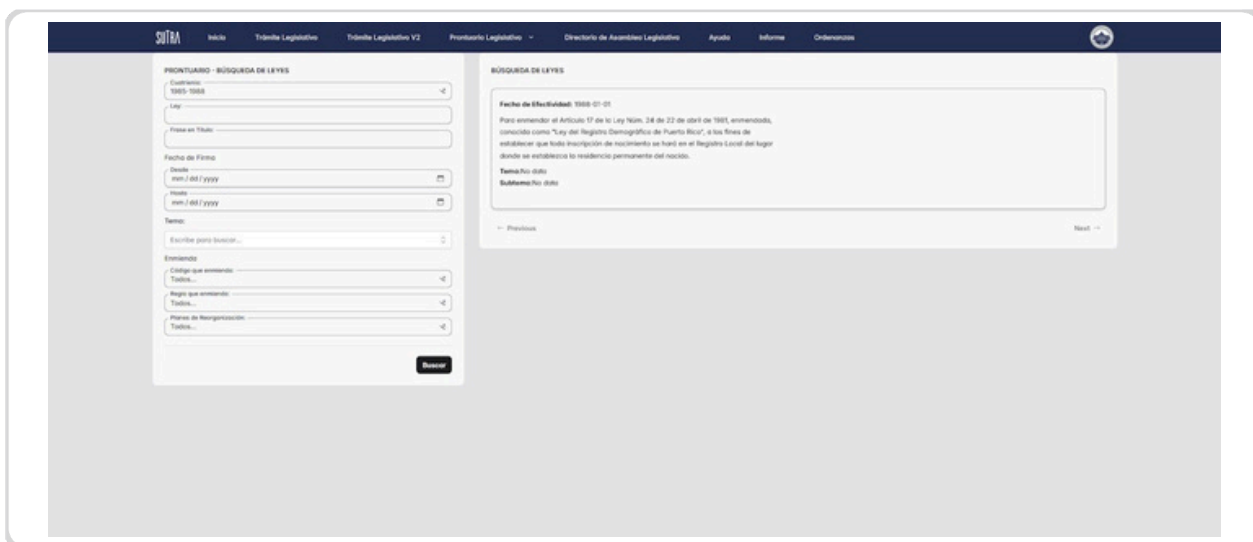 SUTRA Inicio Trámite Legislativo Trámite Legislativo V2 Prontuario Legislativo Directorio de Asamblea Legislativa Ayuda Informe Ordenanzas
PRONTUARIO - BÚSQUEDA DE LEYES
Cuatrienio:
1985-1988
Ley:
Frase en Título:
Fecha de Firma
Desde
mm/dd/yyyy
Hasta
mm/dd/yyyy
Tema:
Escribe para buscar...
Enmienda
Código que enmienda:
Todos...
Regla que enmienda:
Todos...
Planes de Reorganización:
Todos...
Buscar
BÚSQUEDA DE LEYES
Fecha de Efectividad: 1988-01-01
Para enmendar el Artículo 17 de la Ley Núm. 24 de 22 de abril de 1931, enmendada,
conocida como "Ley del Registro Demográfico de Puerto Rico", a los fines de
establecer que toda inscripción de nacimiento se hará en el Registro Local del lugar
donde se establezca la residencia permanente del nacido.
Tema:No data
Subtema:No data
← Previous
Next →